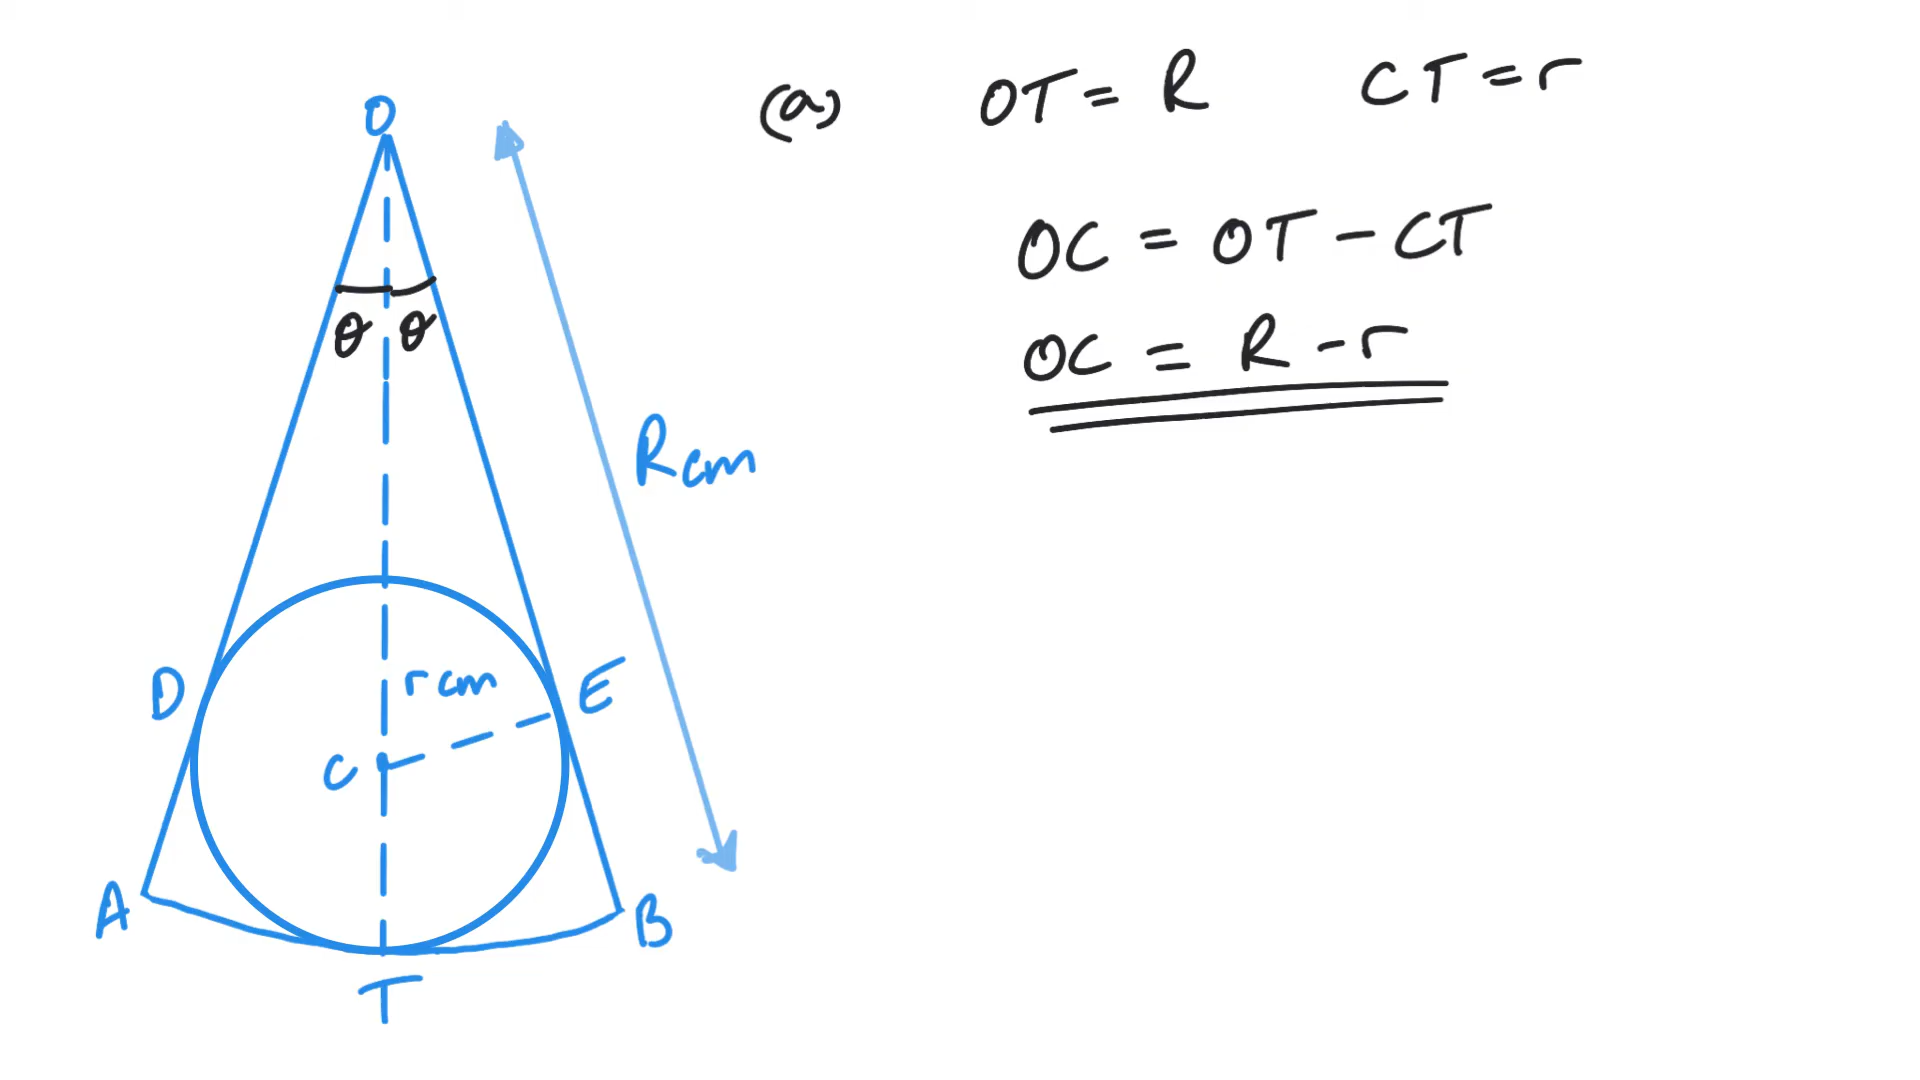 O
θ θ
R cm
D
r cm
E
C
A
B
T
(a) OT = R CT = r
OC = OT - CT
OC = R - r